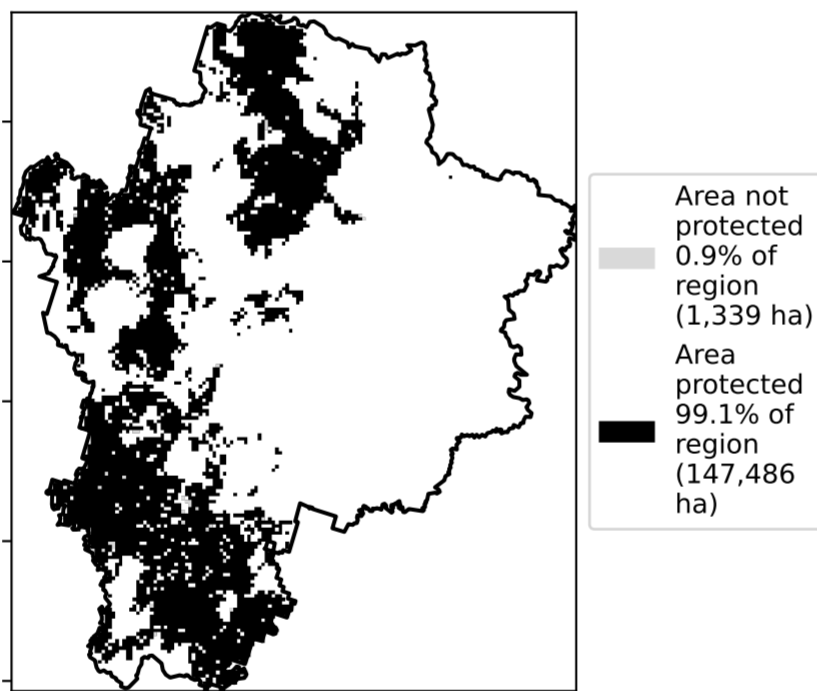 Area not
protected
0.9% of
region
(1,339 ha)
Area
protected
99.1% of
region
(147,486
ha)